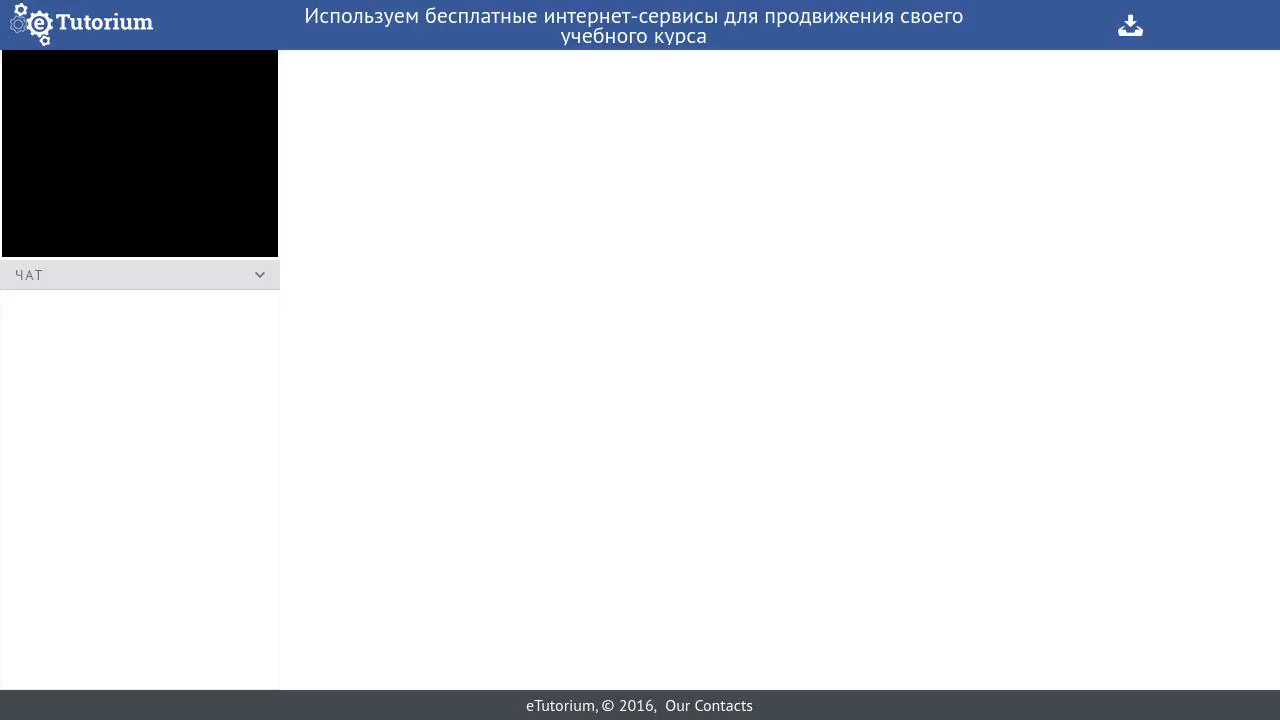 eTutorium
Используем бесплатные интернет-сервисы для продвижения своего
учебного курса
ЧАТ
eTutorium, © 2016, Our Contacts